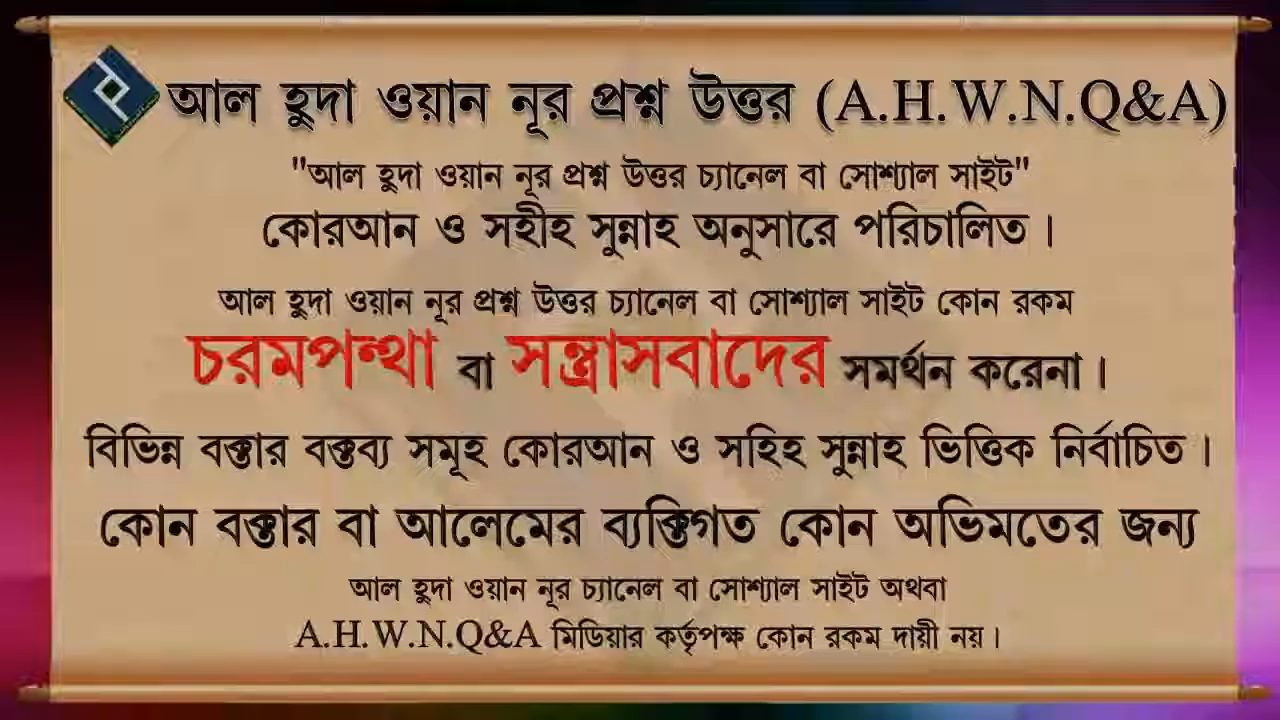 আল হুদা ওয়ান নূর প্রশ্ন উত্তর (A.H.W.N.Q&A)
"আল হুদা ওয়ান নূর প্রশ্ন উত্তর চ্যানেল বা সোশ্যাল সাইট"
কোরআন ও সহীহ সুন্নাহ অনুসারে পরিচালিত।
আল হুদা ওয়ান নূর প্রশ্ন উত্তর চ্যানেল বা সোশ্যাল সাইট কোন রকম
চরমপন্থা বা সন্ত্রাসবাদের সমর্থন করেনা।
বিভিন্ন বক্তার বক্তব্য সমূহ কোরআন ও সহিহ সুন্নাহ ভিত্তিক নির্বাচিত।
কোন বক্তার বা আলেমের ব্যক্তিগত কোন অভিমতের জন্য
আল হুদা ওয়ান নূর চ্যানেল বা সোশ্যাল সাইট অথবা
A.H.W.N.Q&A মিডিয়ার কর্তৃপক্ষ কোন রকম দায়ী নয়।